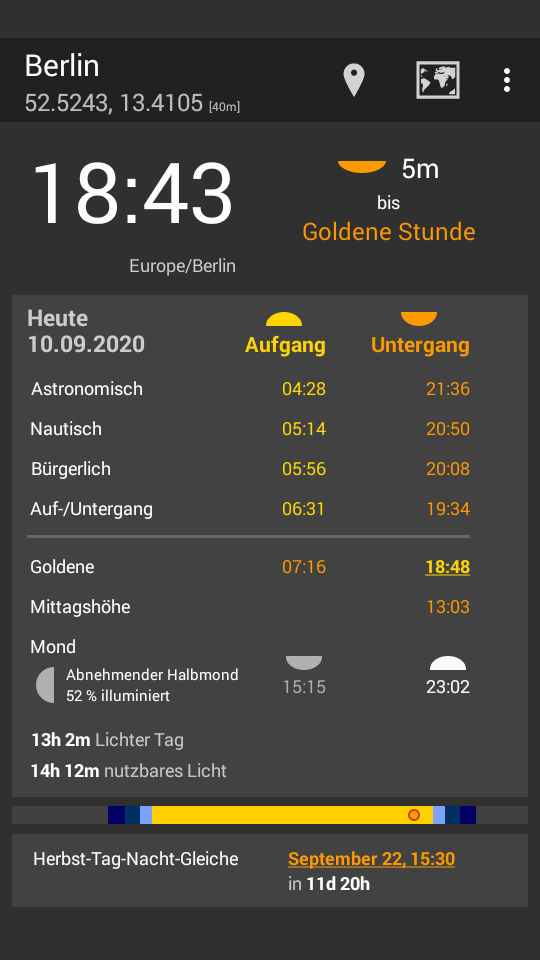 Berlin
52.5243, 13.4105 [40m]
18:43
5m
bis
Goldene Stunde
Europe/Berlin
Heute
10.09.2020
Aufgang Untergang
Astronomisch 04:28 21:36
Nautisch 05:14 20:50
Bürgerlich 05:56 20:08
Auf-/Untergang 06:31 19:34
Goldene 07:16 18:48
Mittagshöhe 13:03
Mond
Abnehmender Halbmond
52 % illuminiert
15:15 23:02
13h 2m Lichter Tag
14h 12m nutzbares Licht
Herbst-Tag-Nacht-Gleiche September 22, 15:30
in 11d 20h